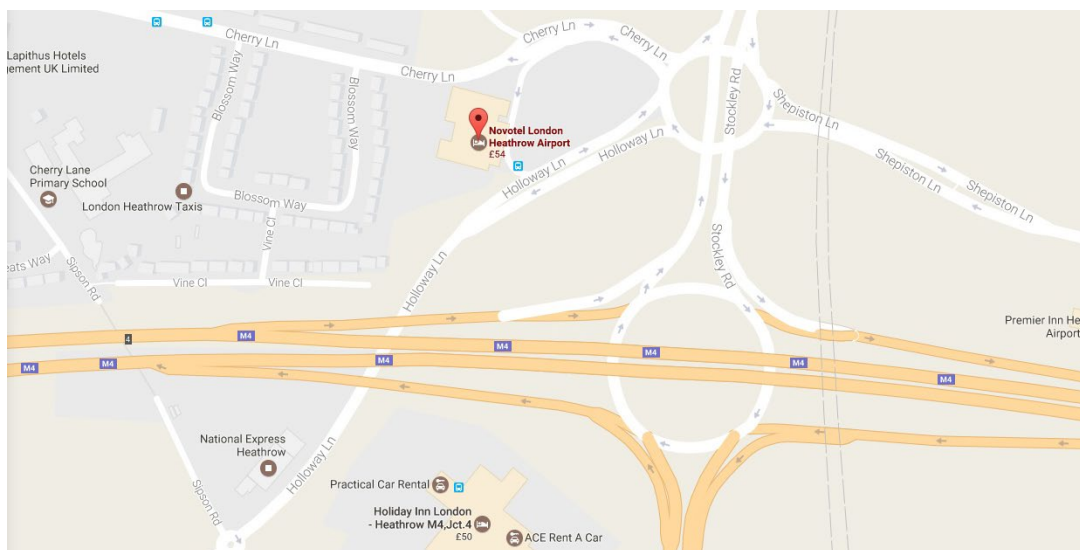 Cherry Ln
Cherry Ln
Cherry Ln
Cherry Ln
Lapithus Hotels
ement UK Limited
Blossom Way
Blossom Way
Blossom Way
Stockley Rd
Shepiston Ln
Shepiston Ln
Shepiston Ln
Novotel London
Heathrow Airport
£54
Holloway Ln
Holloway Ln
Cherry Lane
Primary School
London Heathrow Taxis
Vine Cl
Vine Cl
Vine Cl
eats Way
Sipson Rd
Holloway Ln
Stockley Rd
Premier Inn He
Airport
4
M4
M4
M4
M4
M4
M4
M4
National Express
Heathrow
Holloway Ln
Sipson Rd
Practical Car Rental
Holiday Inn London
- Heathrow M4,Jct.4
£50
ACE Rent A Car